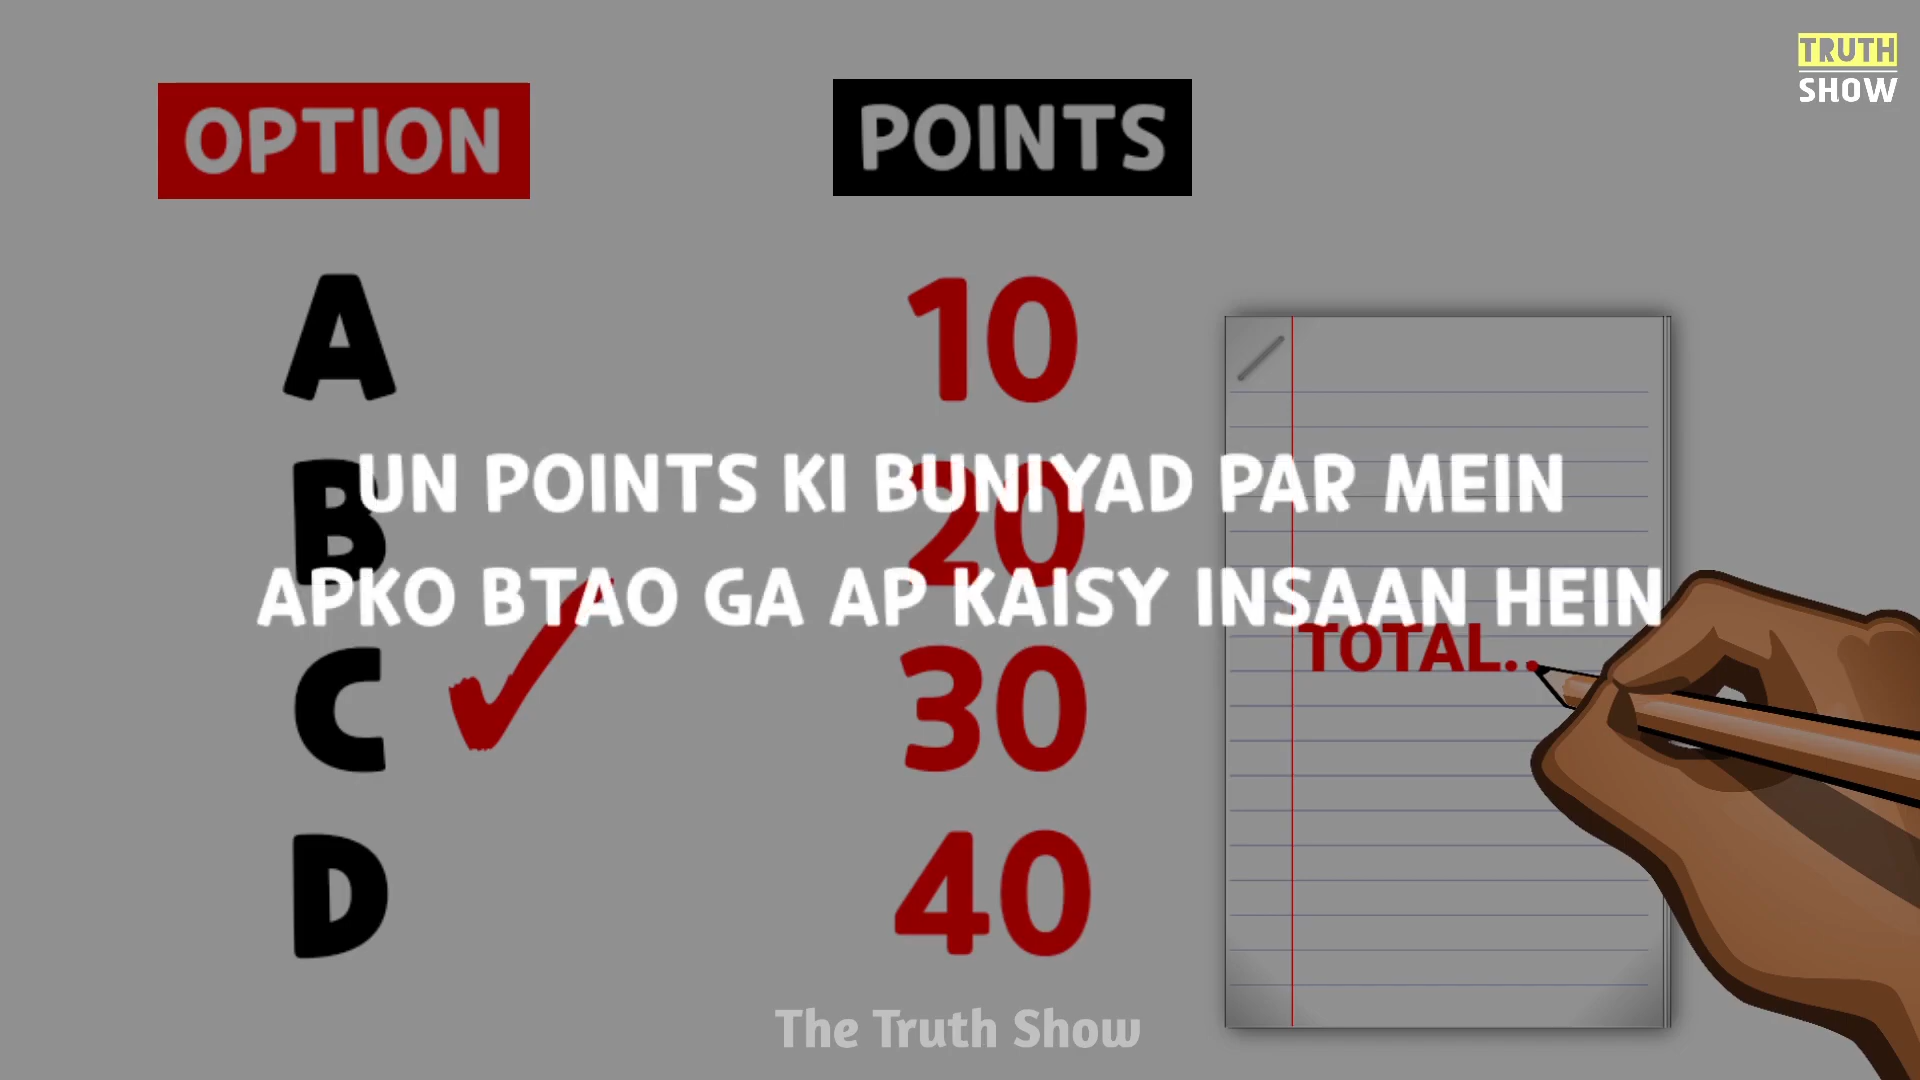 TRUTH
SHOW
OPTION POINTS
A 10
B 20
UN POINTS KI BUNIYAD PAR MEIN
APKO BTAO GA AP KAISY INSAAN HEIN
C 30
TOTAL..
D 40
The Truth Show